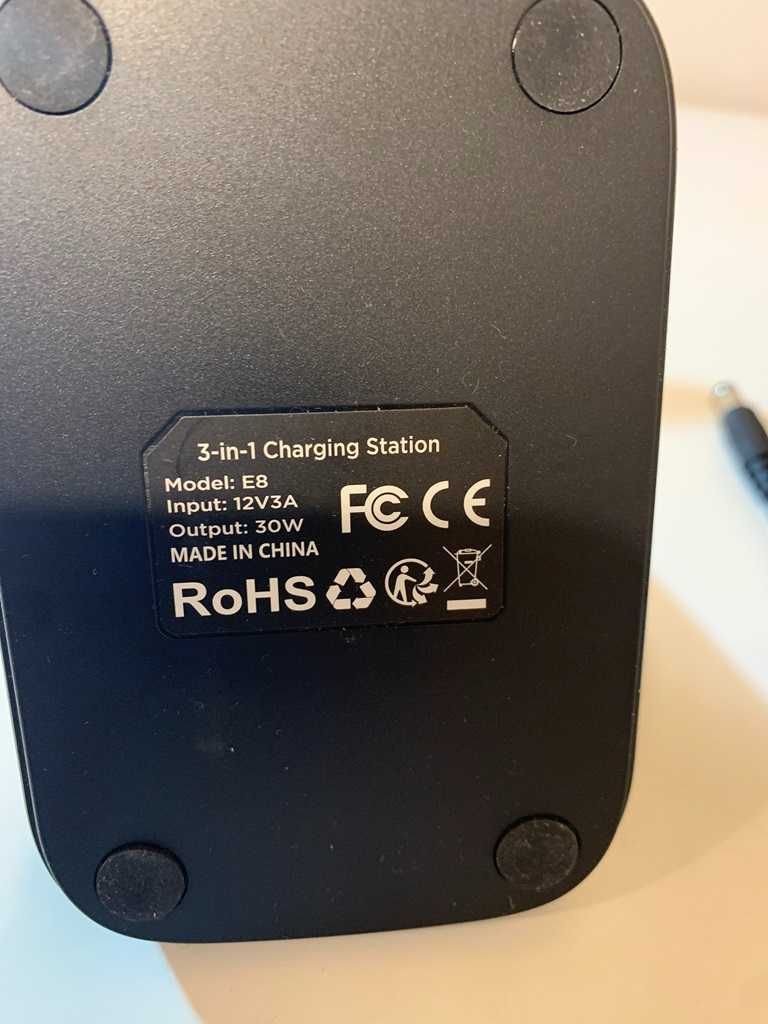 3-in-1 Charging Station
Model: E8
Input: 12V3A
Output: 30W
MADE IN CHINA
FC CE
RoHS